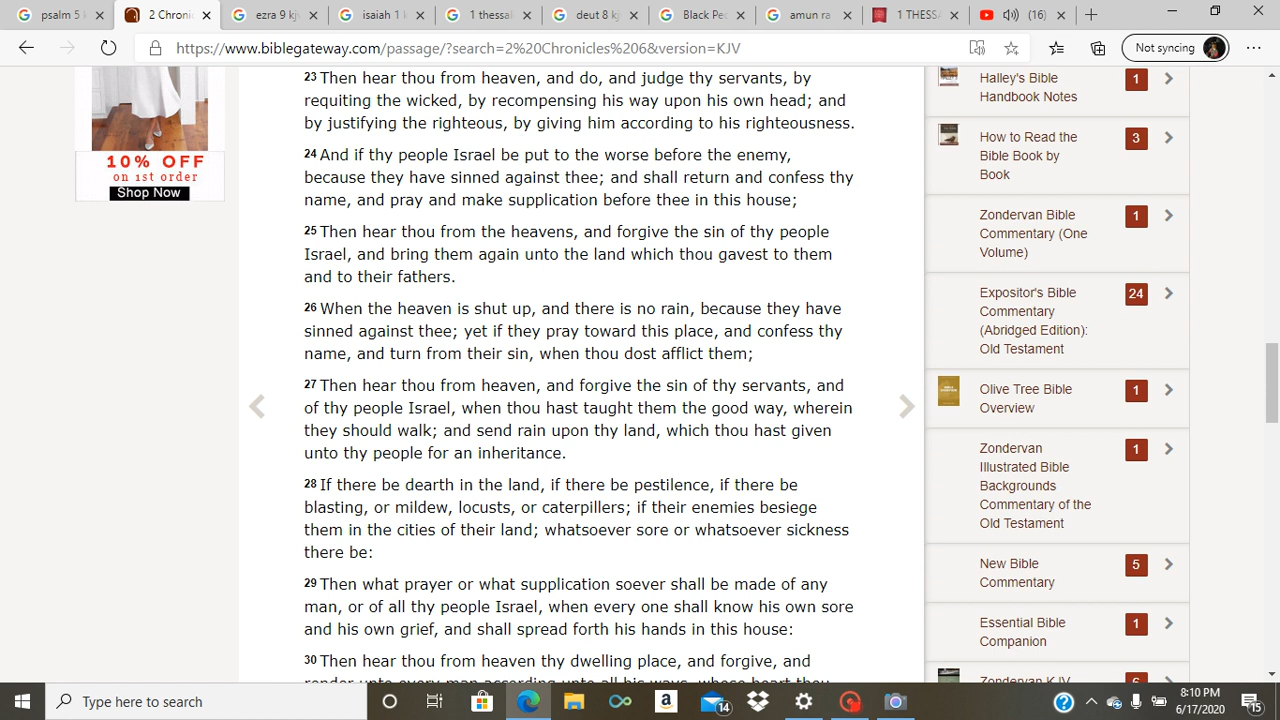 psalm 5 k
2 Chronic
ezra 9 kjv
isaiah 1 k
1 thessal
deut 8 kj
Black Pec
amun ra
1 THESSA
(16)
https://www.biblegateway.com/passage/?search=2%20Chronicles%206&version=KJV
Not syncing
10% OFF
on 1st order
Shop Now
23 Then hear thou from heaven, and do, and judge thy servants, by
requiting the wicked, by recompensing his way upon his own head; and
by justifying the righteous, by giving him according to his righteousness.
24 And if thy people Israel be put to the worse before the enemy,
because they have sinned against thee; and shall return and confess thy
name, and pray and make supplication before thee in this house;
25 Then hear thou from the heavens, and forgive the sin of thy people
Israel, and bring them again unto the land which thou gavest to them
and to their fathers.
26 When the heaven is shut up, and there is no rain, because they have
sinned against thee; yet if they pray toward this place, and confess thy
name, and turn from their sin, when thou dost afflict them;
27 Then hear thou from heaven, and forgive the sin of thy servants, and
of thy people Israel, when thou hast taught them the good way, wherein
they should walk; and send rain upon thy land, which thou hast given
unto thy people for an inheritance.
28 If there be dearth in the land, if there be pestilence, if there be
blasting, or mildew, locusts, or caterpillers; if their enemies besiege
them in the cities of their land; whatsoever sore or whatsoever sickness
there be:
29 Then what prayer or what supplication soever shall be made of any
man, or of all thy people Israel, when every one shall know his own sore
and his own grief, and shall spread forth his hands in this house:
30 Then hear thou from heaven thy dwelling place, and forgive, and
render unto every man according unto all his ways, whose heart thou
Halley's Bible
Handbook Notes
1
How to Read the
Bible Book by
Book
3
Zondervan Bible
Commentary (One
Volume)
1
Expositor's Bible
Commentary
(Abridged Edition):
Old Testament
24
Olive Tree Bible
Overview
1
Zondervan
Illustrated Bible
Backgrounds
Commentary of the
Old Testament
1
New Bible
Commentary
5
Essential Bible
Companion
1
Zondervan KJV
6
Type here to search
14
8:10 PM
6/17/2020
15